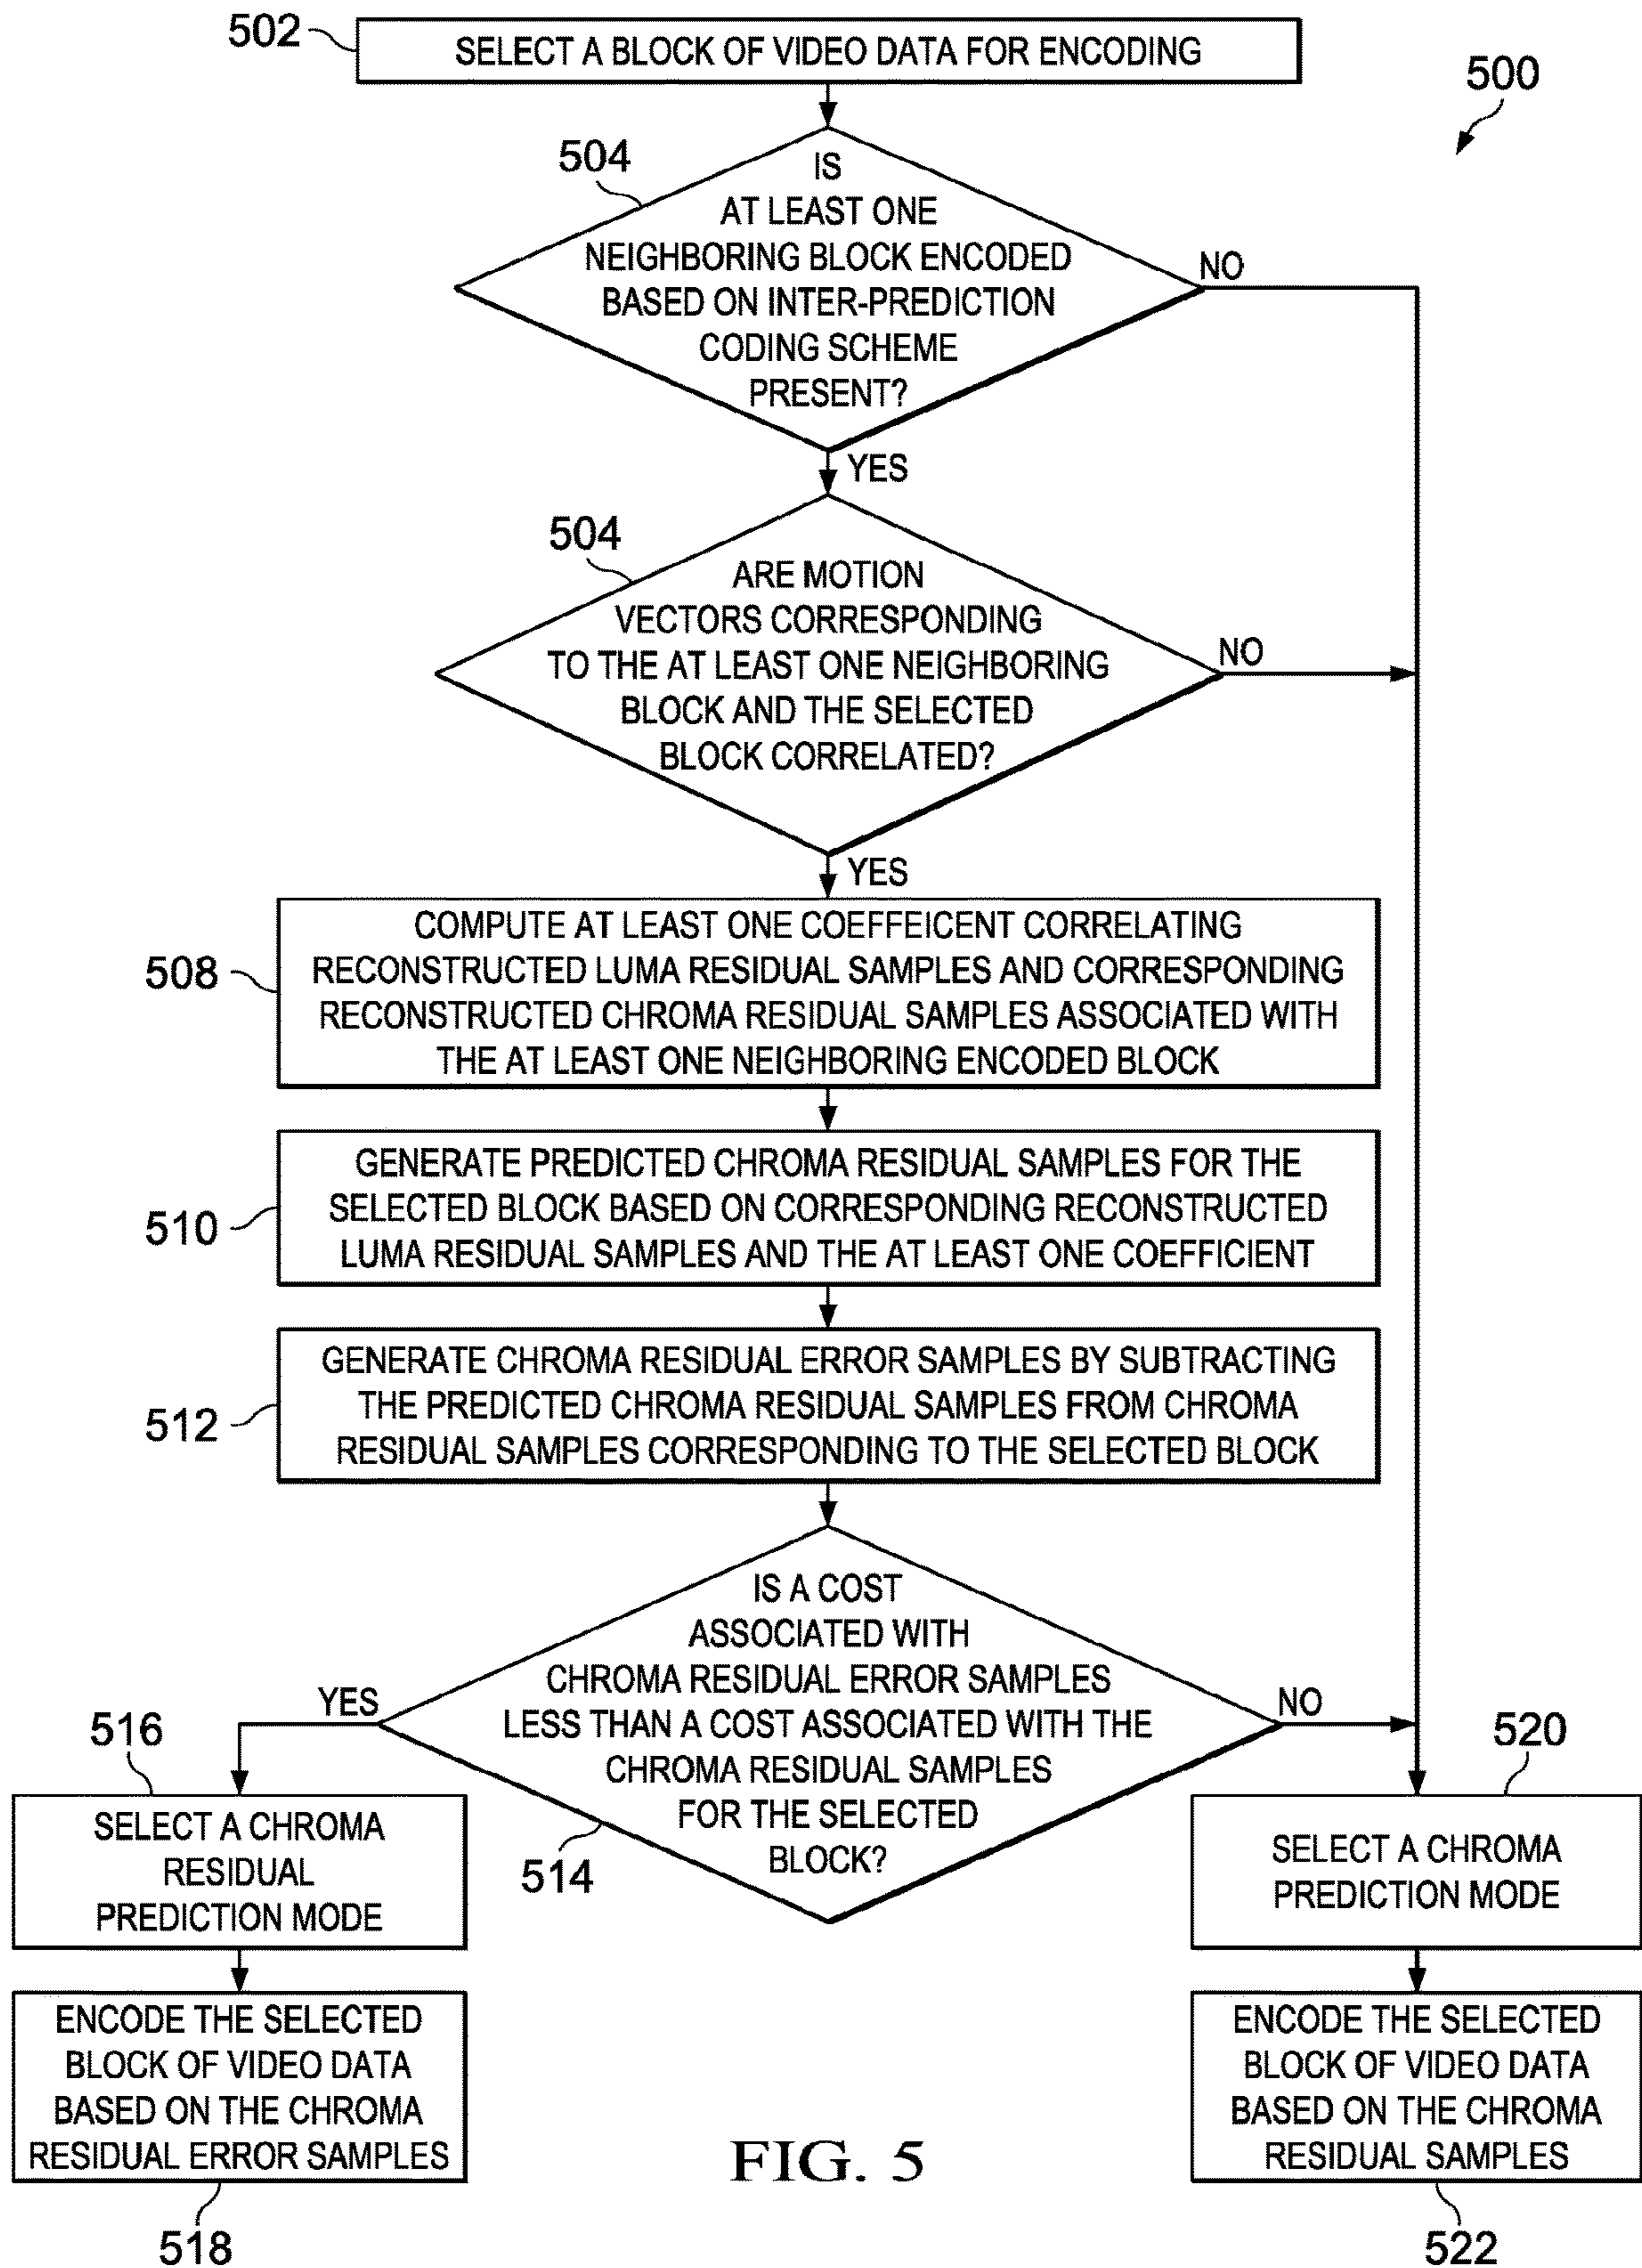 502
SELECT A BLOCK OF VIDEO DATA FOR ENCODING
500
504
IS
AT LEAST ONE
NEIGHBORING BLOCK ENCODED
BASED ON INTER-PREDICTION
CODING SCHEME
PRESENT?
NO
YES
504
ARE MOTION
VECTORS CORRESPONDING
TO THE AT LEAST ONE NEIGHBORING
BLOCK AND THE SELECTED
BLOCK CORRELATED?
NO
YES
508
COMPUTE AT LEAST ONE COEFFEICENT CORRELATING
RECONSTRUCTED LUMA RESIDUAL SAMPLES AND CORRESPONDING
RECONSTRUCTED CHROMA RESIDUAL SAMPLES ASSOCIATED WITH
THE AT LEAST ONE NEIGHBORING ENCODED BLOCK
510
GENERATE PREDICTED CHROMA RESIDUAL SAMPLES FOR THE
SELECTED BLOCK BASED ON CORRESPONDING RECONSTRUCTED
LUMA RESIDUAL SAMPLES AND THE AT LEAST ONE COEFFICIENT
512
GENERATE CHROMA RESIDUAL ERROR SAMPLES BY SUBTRACTING
THE PREDICTED CHROMA RESIDUAL SAMPLES FROM CHROMA
RESIDUAL SAMPLES CORRESPONDING TO THE SELECTED BLOCK
IS A COST
ASSOCIATED WITH
CHROMA RESIDUAL ERROR SAMPLES
LESS THAN A COST ASSOCIATED WITH THE
CHROMA RESIDUAL SAMPLES
FOR THE SELECTED
BLOCK?
514
YES
NO
516
SELECT A CHROMA
RESIDUAL
PREDICTION MODE
520
SELECT A CHROMA
PREDICTION MODE
ENCODE THE SELECTED
BLOCK OF VIDEO DATA
BASED ON THE CHROMA
RESIDUAL ERROR SAMPLES
518
ENCODE THE SELECTED
BLOCK OF VIDEO DATA
BASED ON THE CHROMA
RESIDUAL SAMPLES
522
FIG. 5